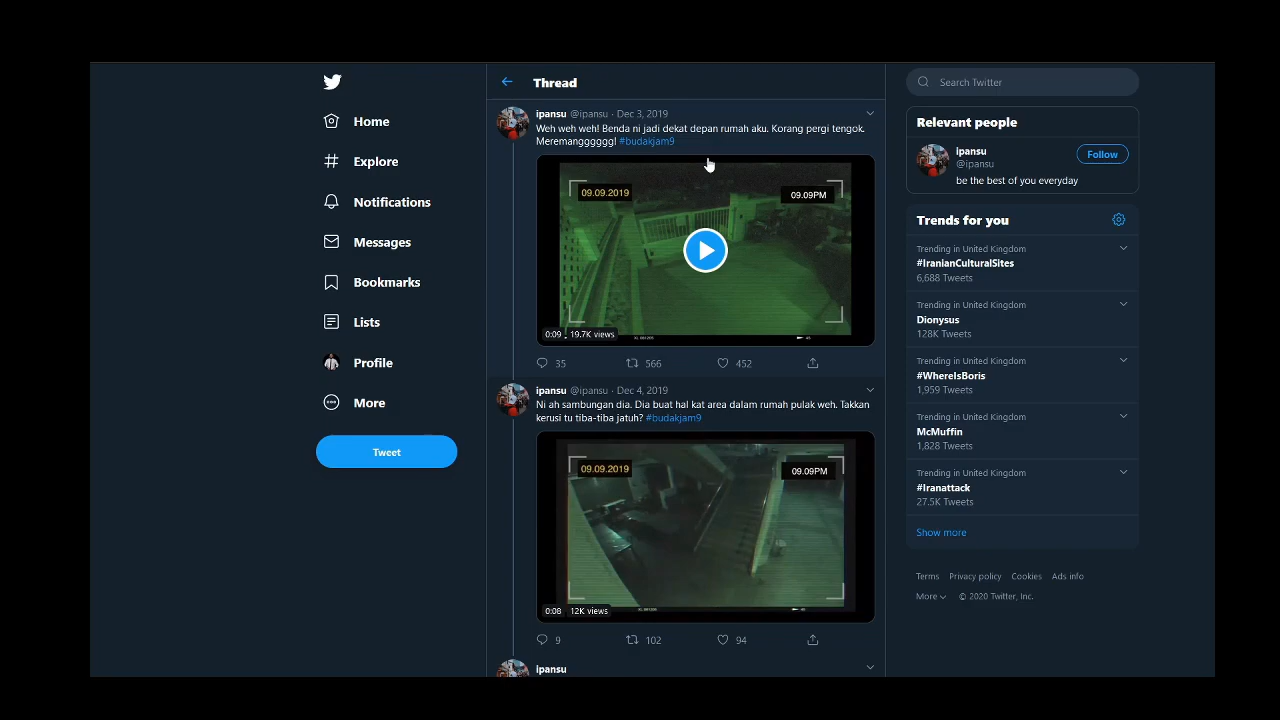 Home
Explore
Notifications
Messages
Bookmarks
Lists
Profile
More
Tweet
Thread
ipansu @ipansu · Dec 3, 2019
Weh weh weh! Benda ni jadi dekat depan rumah aku. Korang pergi tengok.
Meremangggggg! #budakjam9
09.09.2019
09.09PM
0:09 19.7K views
35 566 452
ipansu @ipansu · Dec 4, 2019
Ni ah sambungan dia. Dia buat hal kat area dalam rumah pulak weh. Takkan
kerusi tu tiba-tiba jatuh? #budakjam9
09.09.2019
09.09PM
0:08 12K views
9 102 94
ipansu
Search Twitter
Relevant people
ipansu
@ipansu
Follow
be the best of you everyday
Trends for you
Trending in United Kingdom
#IranianCulturalSites
6,688 Tweets
Trending in United Kingdom
Dionysus
128K Tweets
Trending in United Kingdom
#WhereIsBoris
1,959 Tweets
Trending in United Kingdom
McMuffin
1,828 Tweets
Trending in United Kingdom
#Iranattack
27.5K Tweets
Show more
Terms Privacy policy Cookies Ads info
More © 2020 Twitter, Inc.